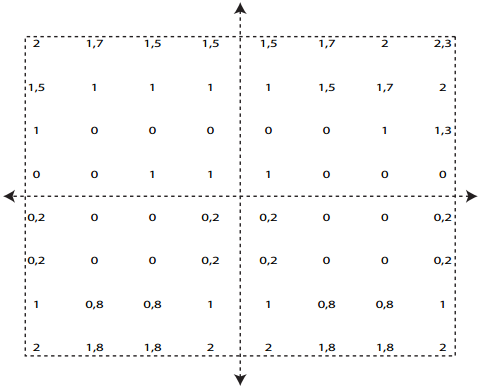 2 1,7 1,5 1,5 1,5 1,7 2 2,3
1,5 1 1 1 1 1,5 1,7 2
1 0 0 0 0 0 1 1,3
0 0 1 1 1 0 0 0
0,2 0 0 0,2 0,2 0 0 0,2
0,2 0 0 0,2 0,2 0 0 0,2
1 0,8 0,8 1 1 0,8 0,8 1
2 1,8 1,8 2 2 1,8 1,8 2